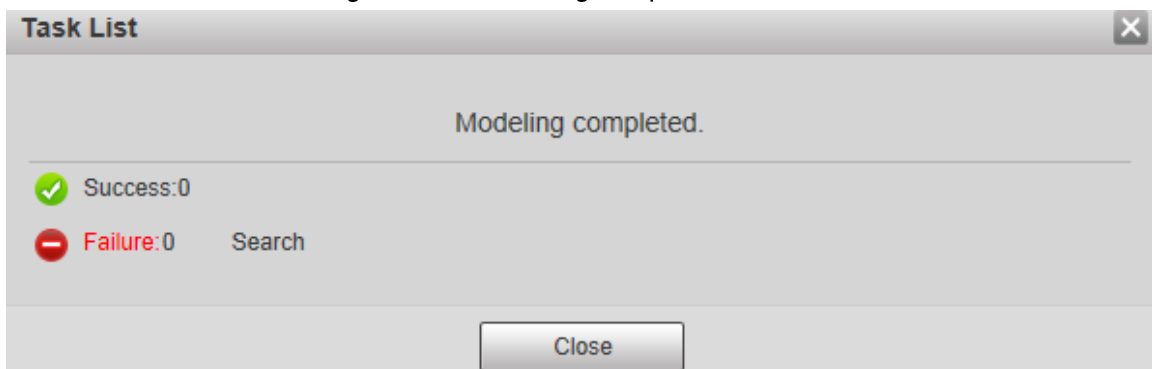 Task List
Modeling completed.
Success:0
Failure:0 Search
Close